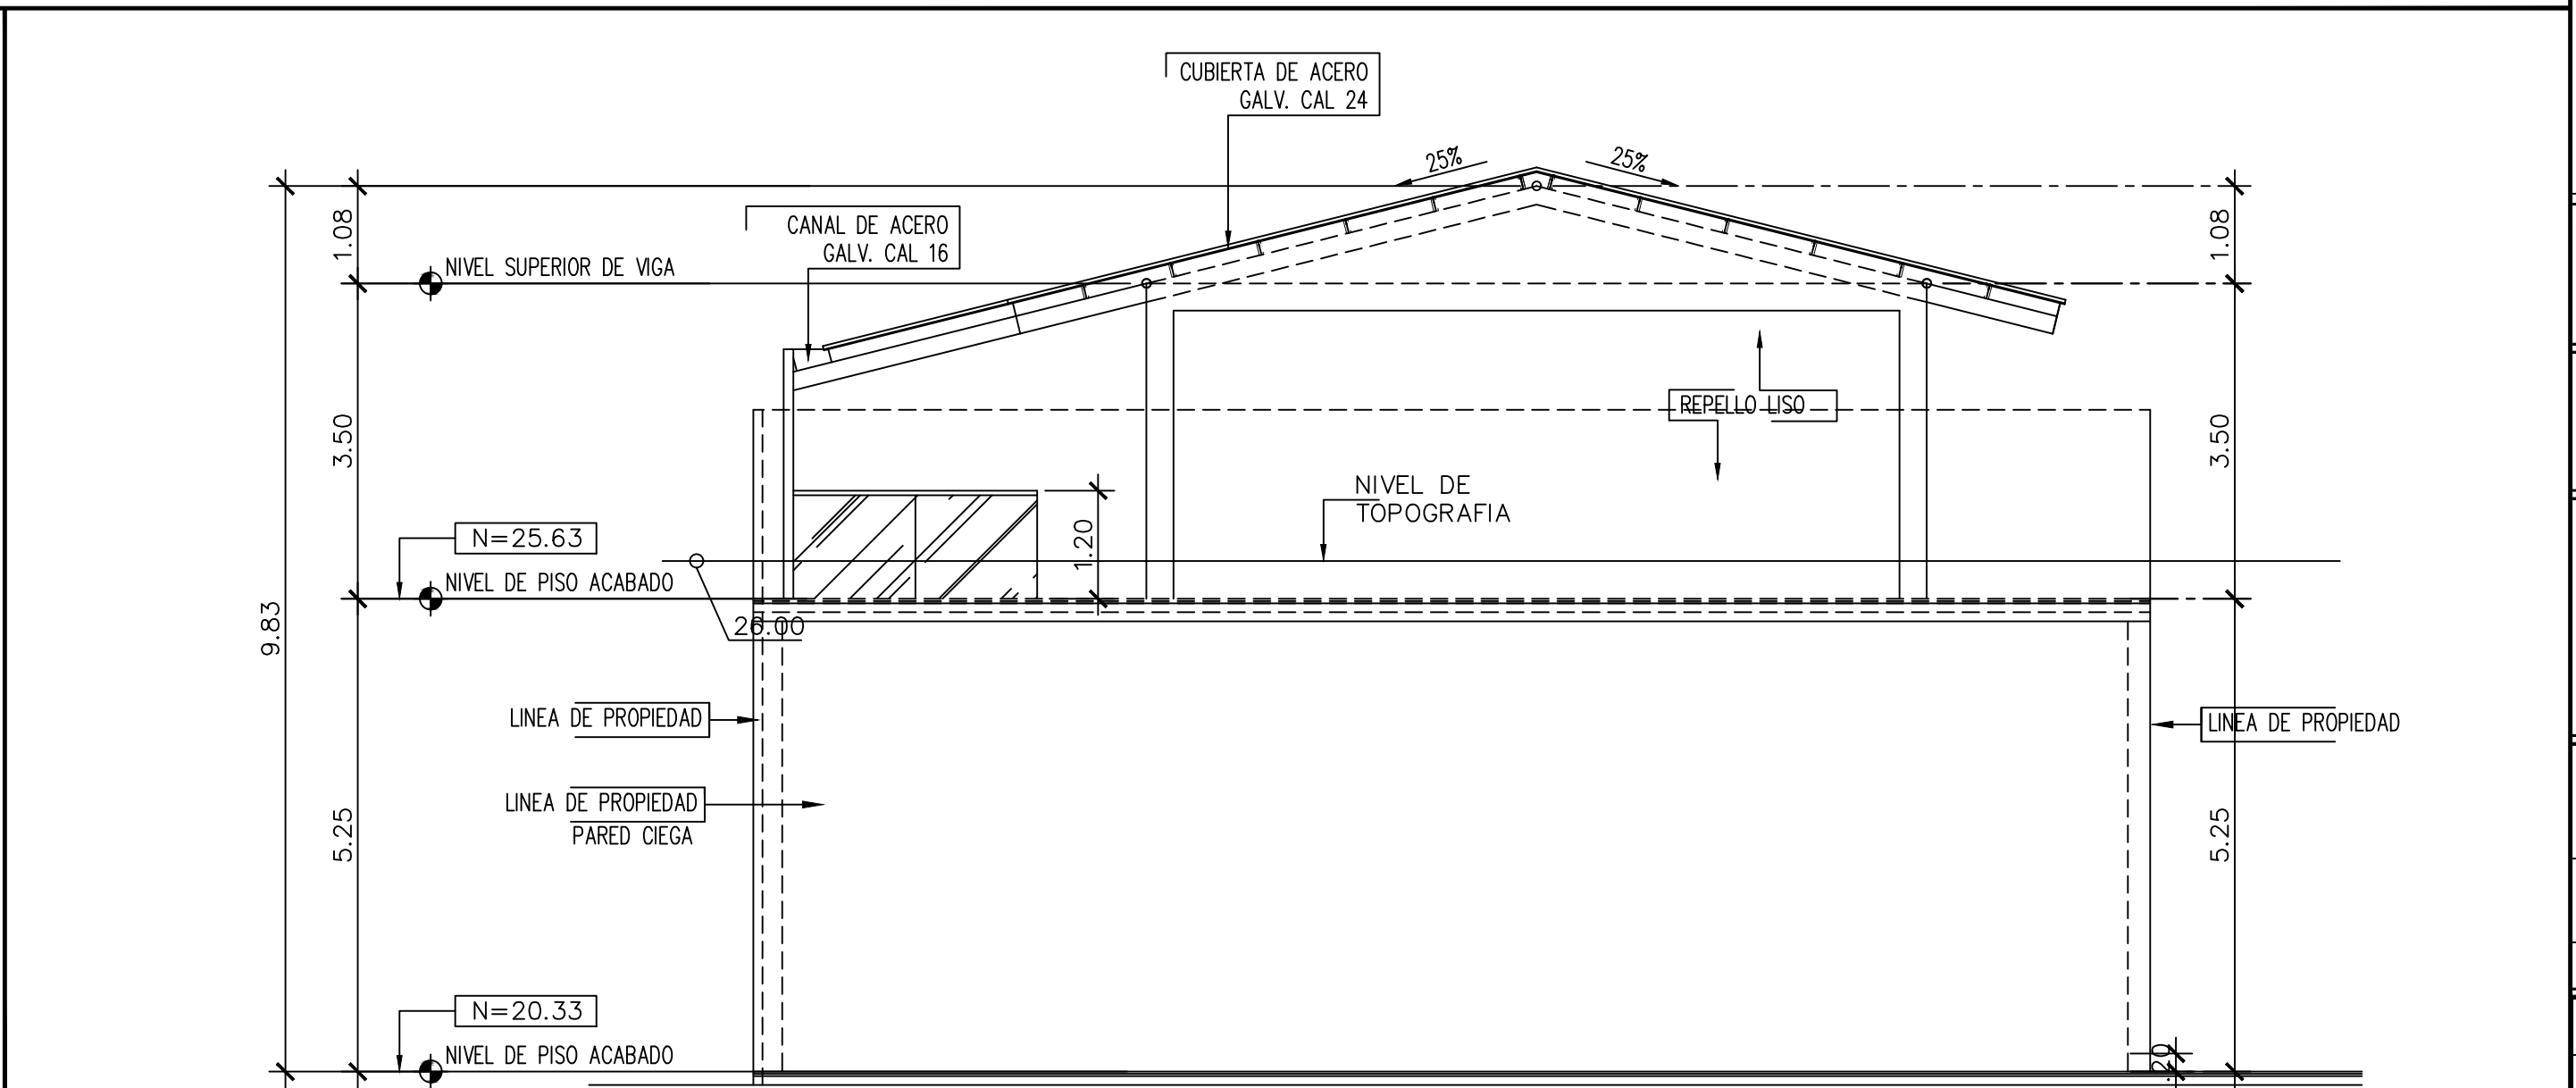 CUBIERTA DE ACERO
GALV. CAL 24
25%
25%
1.08
1.08
CANAL DE ACERO
GALV. CAL 16
NIVEL SUPERIOR DE VIGA
3.50
3.50
REPELLO LISO
NIVEL DE
TOPOGRAFIA
1.20
N=25.63
NIVEL DE PISO ACABADO
26.00
9.83
LINEA DE PROPIEDAD
LINEA DE PROPIEDAD
LINEA DE PROPIEDAD
PARED CIEGA
5.25
5.25
N=20.33
NIVEL DE PISO ACABADO
.20